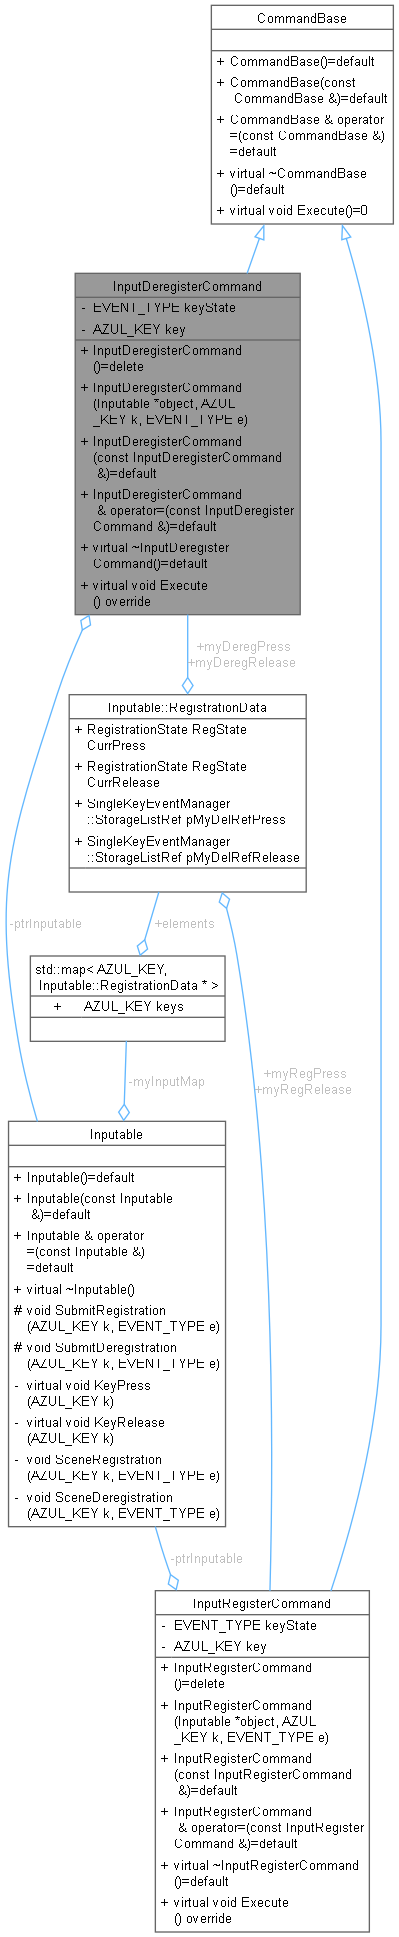 CommandBase
+ CommandBase()=default
+ CommandBase(const
CommandBase &)=default
+ CommandBase & operator
=(const CommandBase &)
=default
+ virtual ~CommandBase
()=default
+ virtual void Execute()=0
InputDeregisterCommand
- EVENT_TYPE keyState
- AZUL_KEY key
+ InputDeregisterCommand
()=delete
+ InputDeregisterCommand
(Inputable *object, AZUL
_KEY k, EVENT_TYPE e)
+ InputDeregisterCommand
(const InputDeregisterCommand
&)=default
+ InputDeregisterCommand
& operator=(const InputDeregister
Command &)=default
+ virtual ~InputDeregister
Command()=default
+ virtual void Execute
() override
+myDeregPress
+myDeregRelease
Inputable::RegistrationData
+ RegistrationState RegState
CurrPress
+ RegistrationState RegState
CurrRelease
+ SingleKeyEventManager
::StorageListRef pMyDelRefPress
+ SingleKeyEventManager
::StorageListRef pMyDelRefRelease
-ptrInputable
+elements
std::map< AZUL_KEY,
Inputable::RegistrationData * >
+ AZUL_KEY keys
-myInputMap
+myRegPress
+myRegRelease
Inputable
+ Inputable()=default
+ Inputable(const Inputable
&)=default
+ Inputable & operator
=(const Inputable &)
=default
+ virtual ~Inputable()
# void SubmitRegistration
(AZUL_KEY k, EVENT_TYPE e)
# void SubmitDeregistration
(AZUL_KEY k, EVENT_TYPE e)
- virtual void KeyPress
(AZUL_KEY k)
- virtual void KeyRelease
(AZUL_KEY k)
- void SceneRegistration
(AZUL_KEY k, EVENT_TYPE e)
- void SceneDeregistration
(AZUL_KEY k, EVENT_TYPE e)
-ptrInputable
InputRegisterCommand
- EVENT_TYPE keyState
- AZUL_KEY key
+ InputRegisterCommand
()=delete
+ InputRegisterCommand
(Inputable *object, AZUL
_KEY k, EVENT_TYPE e)
+ InputRegisterCommand
(const InputRegisterCommand
&)=default
+ InputRegisterCommand
& operator=(const InputRegister
Command &)=default
+ virtual ~InputRegisterCommand
()=default
+ virtual void Execute
() override